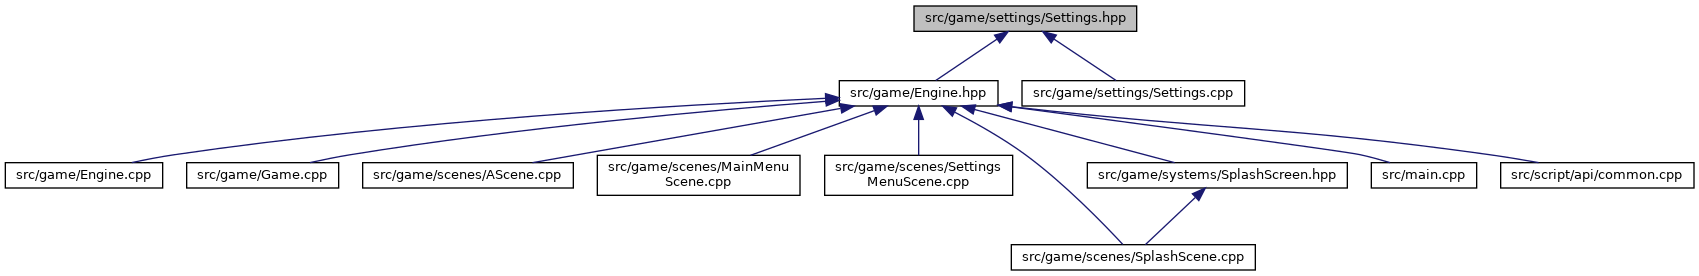 src/game/settings/Settings.hpp
src/game/Engine.hpp
src/game/settings/Settings.cpp
src/game/Engine.cpp
src/game/Game.cpp
src/game/scenes/AScene.cpp
src/game/scenes/MainMenu
Scene.cpp
src/game/scenes/Settings
MenuScene.cpp
src/game/systems/SplashScreen.hpp
src/main.cpp
src/script/api/common.cpp
src/game/scenes/SplashScene.cpp